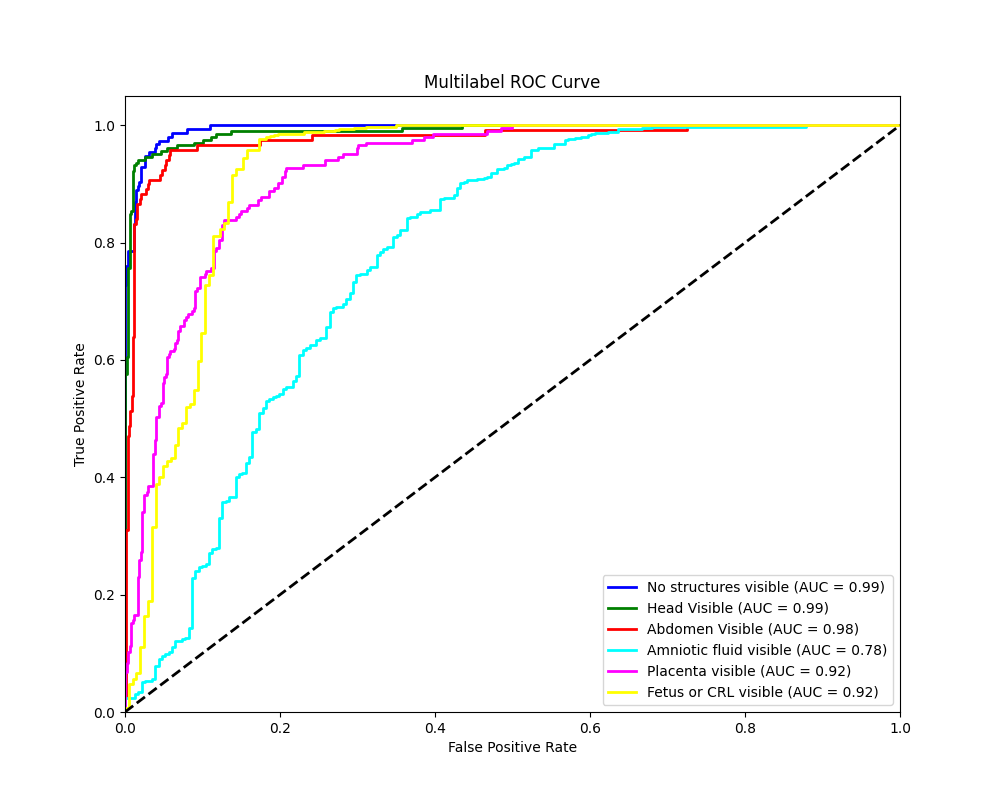 Multilabel ROC Curve
True Positive Rate
1.0
0.8
0.6
0.4
0.2
0.0
0.0 0.2 0.4 0.6 0.8 1.0
False Positive Rate
No structures visible (AUC = 0.99)
Head Visible (AUC = 0.99)
Abdomen Visible (AUC = 0.98)
Amniotic fluid visible (AUC = 0.78)
Placenta visible (AUC = 0.92)
Fetus or CRL visible (AUC = 0.92)